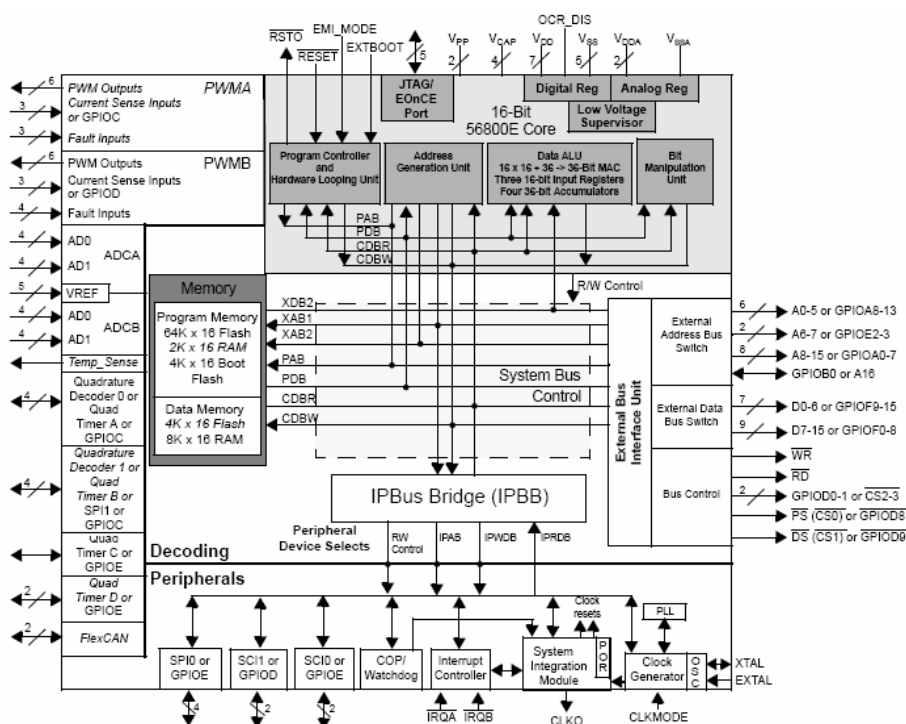 RSTO
EMI_MODE
RESET
EXTBOOT
5
VPP
2
VCAP
4
VDD
7
OCR_DIS
VSS
5
VDDA
2
VSSA
6
PWM Outputs
PWMA
3
Current Sense Inputs
or GPIOC
3
Fault Inputs
6
PWM Outputs
PWMB
3
Current Sense Inputs
or GPIOD
4
Fault Inputs
4
AD0
ADCA
4
AD1
5
VREF
4
AD0
ADCB
4
AD1
Temp_Sense
4
Quadrature
Decoder 0 or
Quad
Timer A or
GPIOC
4
Quadrature
Decoder 1 or
Quad
Timer B or
SPI1 or
GPIOC
Quad
Timer C or
GPIOE
2
Quad
Timer D or
GPIOE
2
FlexCAN
JTAG/
EOnCE
Port
Digital Reg
Analog Reg
Low Voltage
Supervisor
16-Bit
56800E Core
Program Controller
and
Hardware Looping Unit
Address
Generation Unit
Data ALU
16 x 16 + 36 -> 36-Bit MAC
Three 16-bit Input Registers
Four 36-bit Accumulators
Bit
Manipulation
Unit
PAB
PDB
CDBR
CDBW
R/W Control
Memory
Program Memory
64K x 16 Flash
2K x 16 RAM
4K x 16 Boot
Flash
Data Memory
4K x 16 Flash
8K x 16 RAM
XDB2
XAB1
XAB2
PAB
PDB
CDBR
CDBW
System Bus
Control
External Bus
Interface Unit
External
Address Bus
Switch
External Data
Bus Switch
Bus Control
6
A0-5 or GPIOA8-13
2
A6-7 or GPIOE2-3
8
A8-15 or GPIOA0-7
GPIOB0 or A16
7
D0-6 or GPIOF9-15
9
D7-15 or GPIOF0-8
WR
RD
2
GPIOD0-1 or CS2-3
PS (CS0) or GPIOD8
DS (CS1) or GPIOD9
IPBus Bridge (IPBB)
Peripheral
Device Selects
RW
Control
IPAB
IPWDB
IPRDB
Decoding
Peripherals
Clock
resets
PLL
SPI0 or
GPIOE
SCI1 or
GPIOD
SCI0 or
GPIOE
COP/
Watchdog
Interrupt
Controller
System
Integration
Module
POR
Clock
Generator
OSC
XTAL
EXTAL
4
2
2
IRQA
IRQB
CLKO
CLKMODE